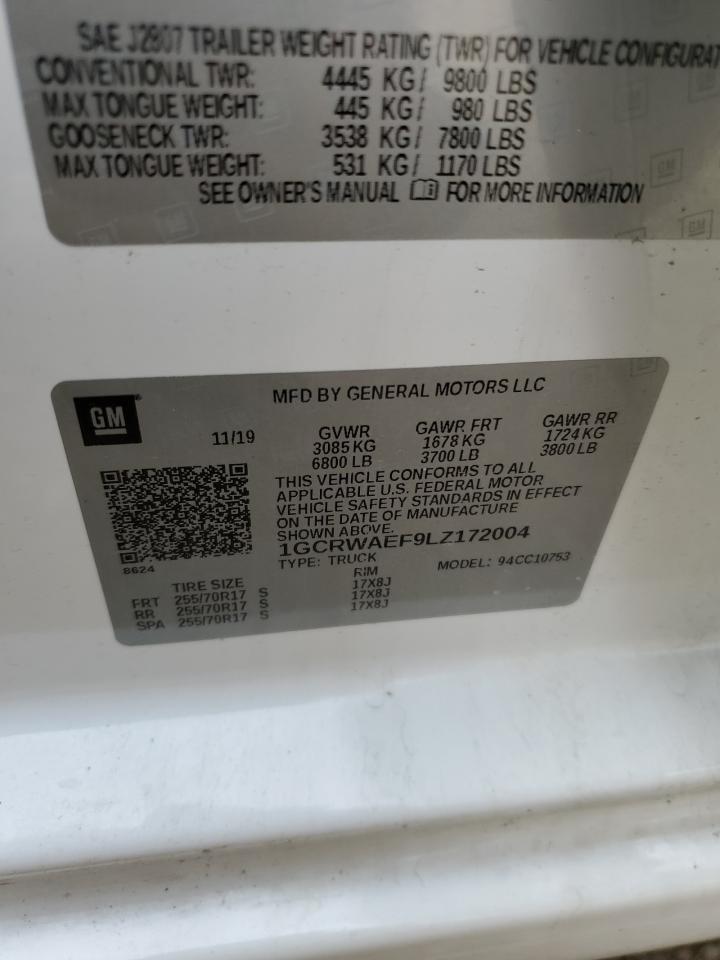 SAE J2807 TRAILER WEIGHT RATING (TWR) FOR VEHICLE CONFIGURAT
CONVENTIONAL TWR: 4445 KG/ 9800 LBS
MAX TONGUE WEIGHT: 445 KG/ 980 LBS
GOOSENECK TWR: 3538 KG/ 7800 LBS
MAX TONGUE WEIGHT: 531 KG/ 1170 LBS
SEE OWNER'S MANUAL FOR MORE INFORMATION
GM
GM
GM
MFD BY GENERAL MOTORS LLC
11/19 GVWR GAWR FRT GAWR RR
3085 KG 1678 KG 1724 KG
6800 LB 3700 LB 3800 LB
THIS VEHICLE CONFORMS TO ALL
APPLICABLE U.S. FEDERAL MOTOR
VEHICLE SAFETY STANDARDS IN EFFECT
ON THE DATE OF MANUFACTURE
SHOWN ABOVE.
1GCRWAEF9LZ172004
8624 TYPE: TRUCK MODEL: 94CC10753
TIRE SIZE RIM
FRT 255/70R17 S 17X8J
RR 255/70R17 S 17X8J
SPA 255/70R17 S 17X8J